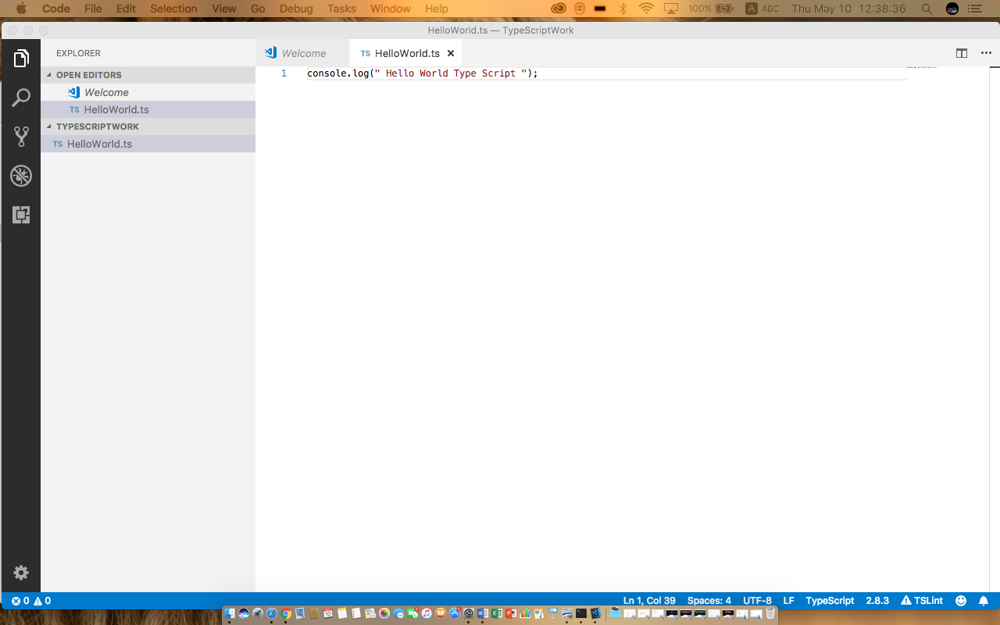 Code File Edit Selection View Go Debug Tasks Window Help 100% A ABC Thu May 10 12:38:36
HelloWorld.ts — TypeScriptWork
EXPLORER
Welcome
TS HelloWorld.ts
OPEN EDITORS
Welcome
TS HelloWorld.ts
TYPESCRIPTWORK
TS HelloWorld.ts
1 console.log(" Hello World Type Script ");
0 0 Ln 1, Col 39 Spaces: 4 UTF-8 LF TypeScript 2.8.3 TSLint